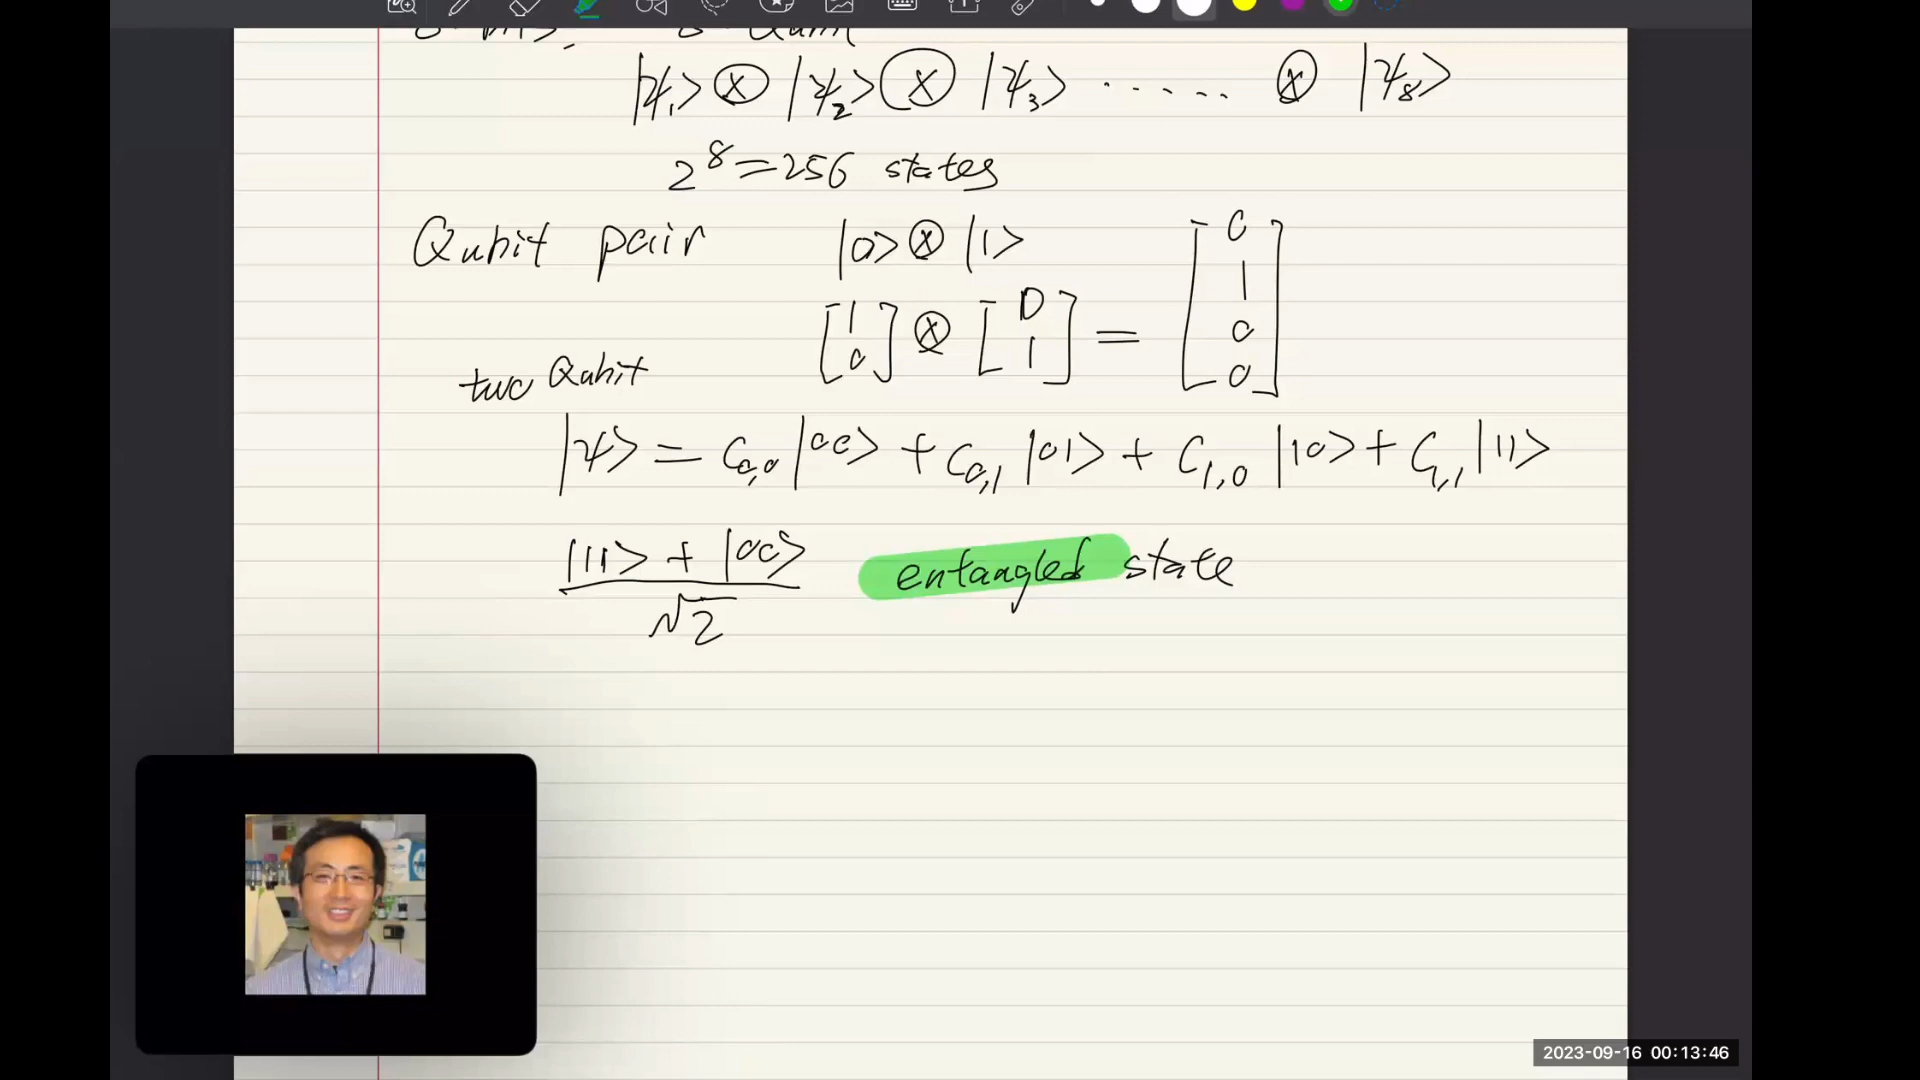 |ψ₁> ⊗ |ψ₂> ⊗ |ψ₃> ...... ⊗ |ψ₈>
2⁸ = 256 states
Qubit pair |0> ⊗ |1>
[1 0] ⊗ [0 1] = [0 1 0 0]
two Qubit
|ψ> = C₀,₀ |00> + C₀,₁ |01> + C₁,₀ |10> + C₁,₁ |11>
(|11> + |00>)/√2 entangled state
2023-09-16 00:13:46